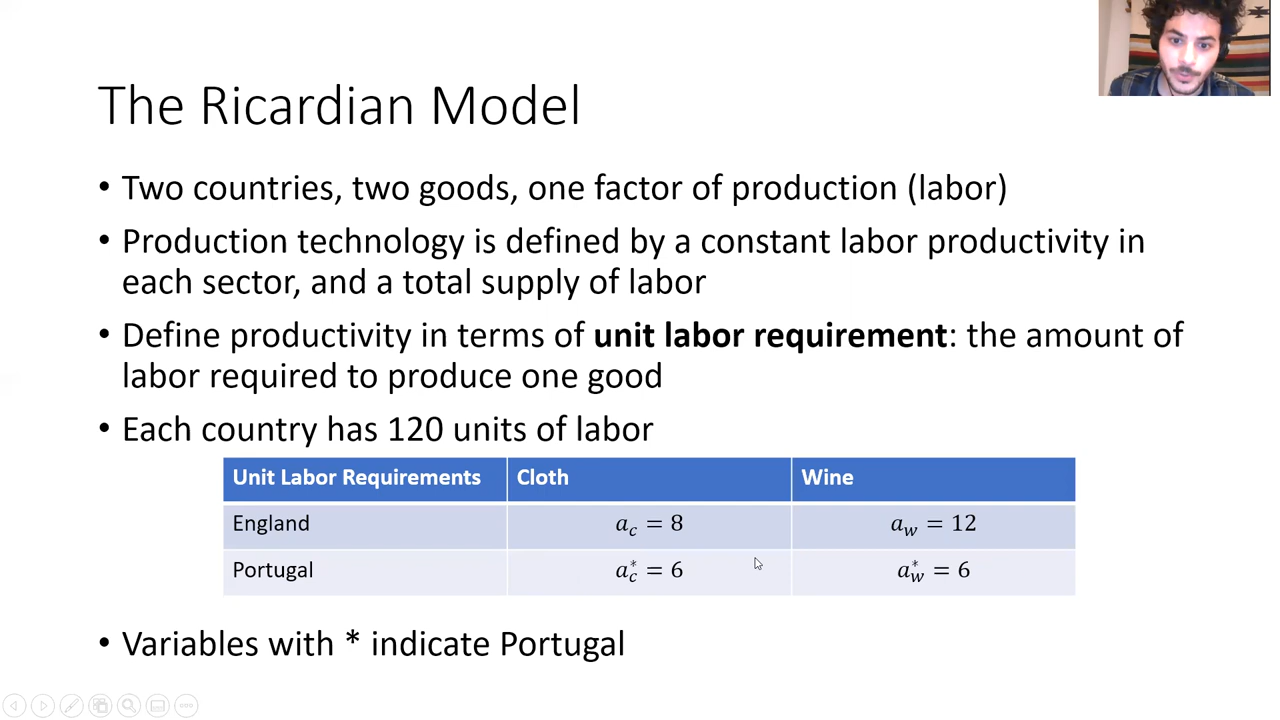 The Ricardian Model
• Two countries, two goods, one factor of production (labor)
• Production technology is defined by a constant labor productivity in
each sector, and a total supply of labor
• Define productivity in terms of unit labor requirement: the amount of
labor required to produce one good
• Each country has 120 units of labor
Unit Labor Requirements Cloth Wine
England a_c = 8 a_w = 12
Portugal a_c^* = 6 a_w^* = 6
• Variables with * indicate Portugal